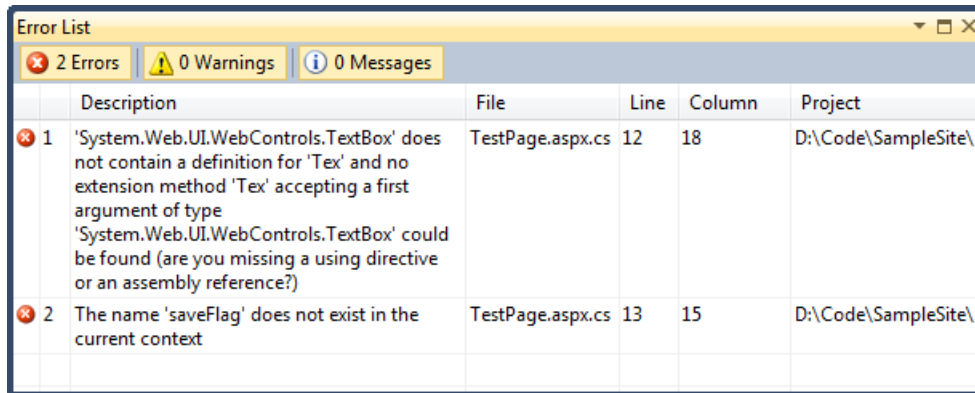 Error List
2 Errors 0 Warnings 0 Messages
Description File Line Column Project
1 'System.Web.UI.WebControls.TextBox' does TestPage.aspx.cs 12 18 D:\Code\SampleSite\
not contain a definition for 'Tex' and no
extension method 'Tex' accepting a first
argument of type
'System.Web.UI.WebControls.TextBox' could
be found (are you missing a using directive
or an assembly reference?)
2 The name 'saveFlag' does not exist in the TestPage.aspx.cs 13 15 D:\Code\SampleSite\
current context